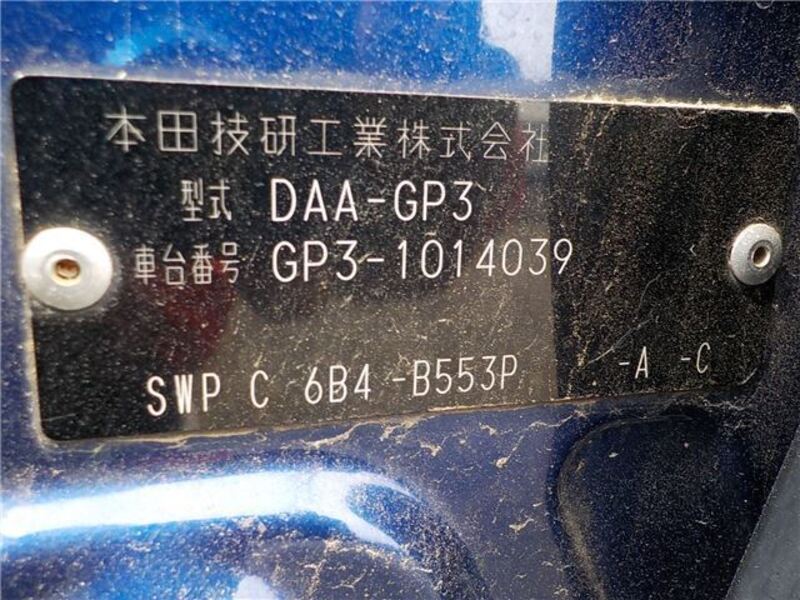 本田技研工業株式会社
型式 DAA-GP3
車台番号 GP3-1014039
SWP C 6B4 -B553P -A -C